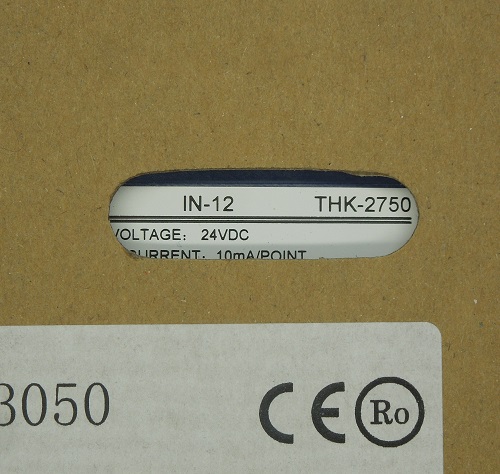 IN-12 THK-2750
VOLTAGE: 24VDC
CURRENT: 10mA/POINT
3050 CE Ro